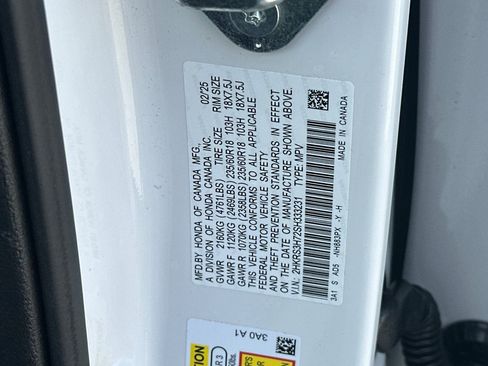 MFD.BY HONDA OF CANADA MFG., 02/25
A DIVISION OF HONDA CANADA INC.
TIRE SIZE RIM SIZE
GVWR 2160KG (4761LBS)
GAWR F 1120KG (2469LBS) 235/60R18 103H 18X7.5J
GAWR R 1070KG (2358LBS) 235/60R18 103H 18X7.5J
THIS VEHICLE CONFORMS TO ALL APPLICABLE
FEDERAL MOTOR VEHICLE SAFETY
AND THEFT PREVENTION STANDARDS IN EFFECT
ON THE DATE OF MANUFACTURE SHOWN ABOVE.
V.I.N.: 2HKRS3H72SH333231 TYPE: MPV
3A1 S AD5 -NH883PX -Y -H
MADE IN CANADA
3A0 A1